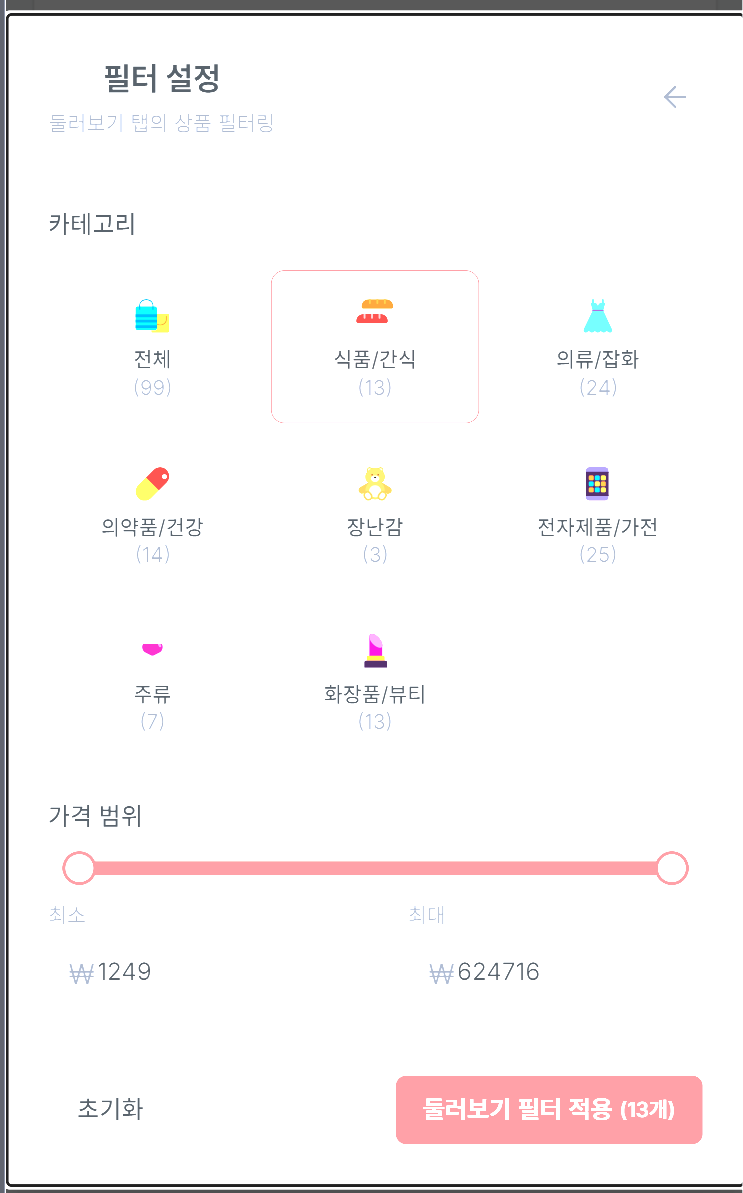 필터 설정
둘러보기 탭의 상품 필터링
카테고리
전체
(99)
식품/간식
(13)
의류/잡화
(24)
의약품/건강
(14)
장난감
(3)
전자제품/가전
(25)
주류
(7)
화장품/뷰티
(13)
가격 범위
최소
최대
₩1249
₩624716
초기화
둘러보기 필터 적용 (13개)